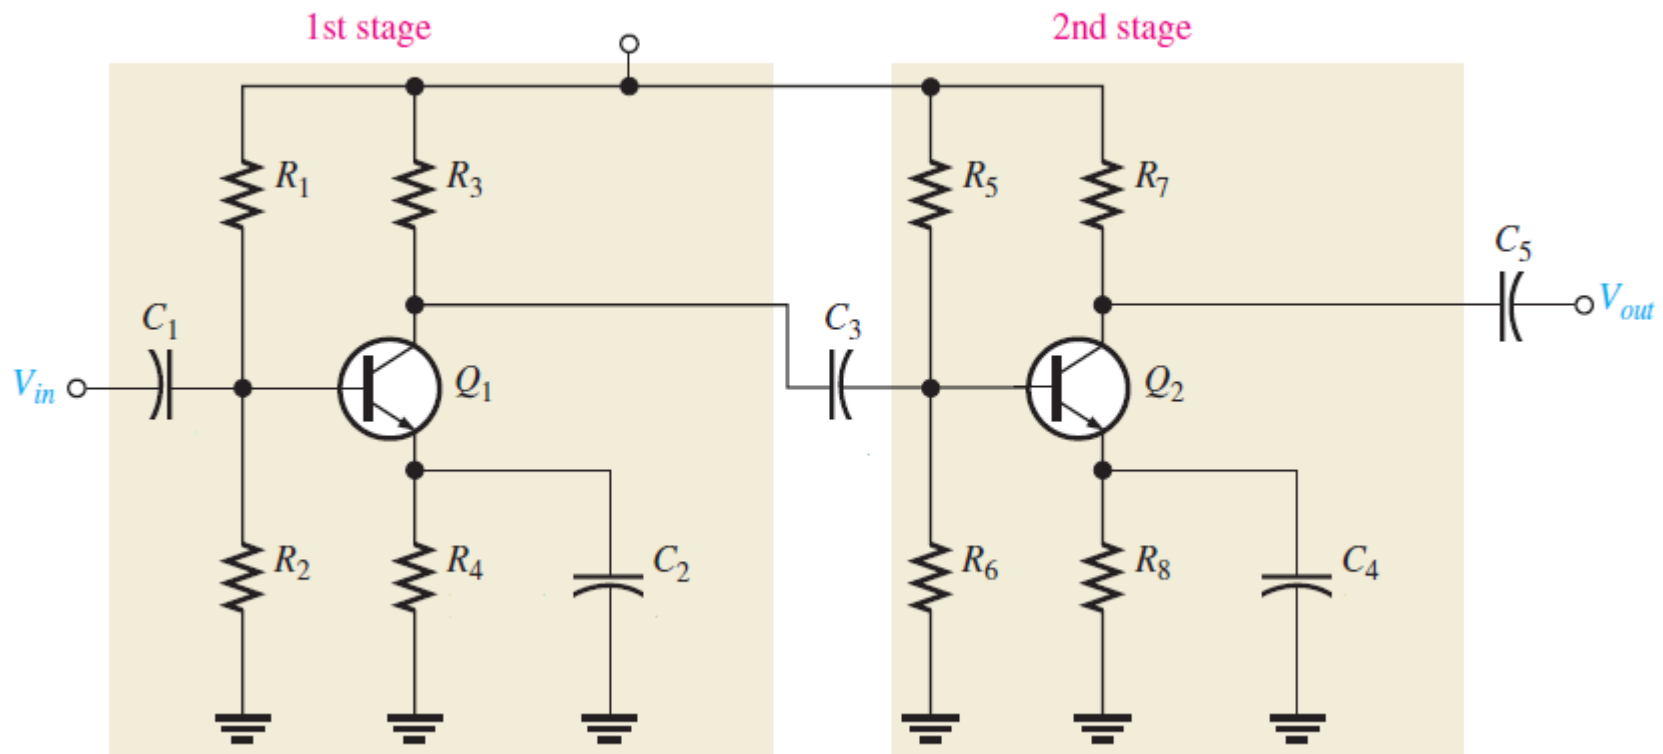 1st stage
2nd stage
R1
R3
R5
R7
C5
Vout
C1
C3
Vin
Q1
Q2
R2
R4
C2
R6
R8
C4